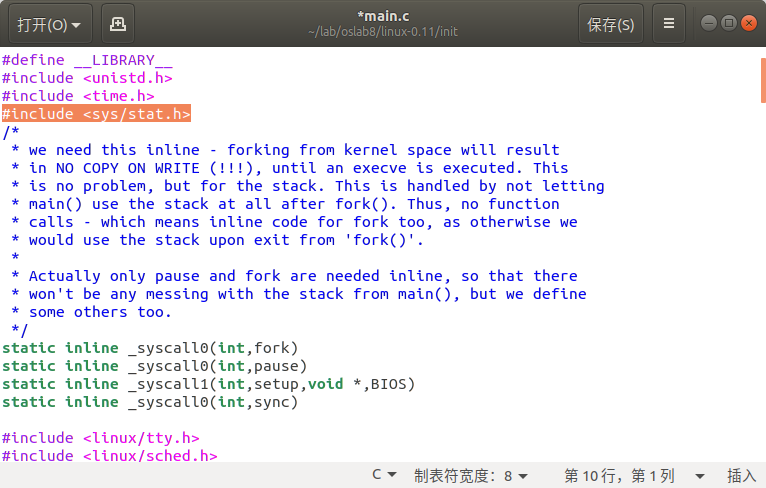 打开(O)
*main.c
~/lab/oslab8/linux-0.11/init
保存(S)
#define __LIBRARY__
#include <unistd.h>
#include <time.h>
#include <sys/stat.h>
/*
 * we need this inline - forking from kernel space will result
 * in NO COPY ON WRITE (!!!), until an execve is executed. This
 * is no problem, but for the stack. This is handled by not letting
 * main() use the stack at all after fork(). Thus, no function
 * calls - which means inline code for fork too, as otherwise we
 * would use the stack upon exit from 'fork()'.
 *
 * Actually only pause and fork are needed inline, so that there
 * won't be any messing with the stack from main(), but we define
 * some others too.
 */
static inline _syscall0(int,fork)
static inline _syscall0(int,pause)
static inline _syscall1(int,setup,void *,BIOS)
static inline _syscall0(int,sync)
#include <linux/tty.h>
#include <linux/sched.h>
C 制表符宽度：8 第 10 行，第 1 列 插入